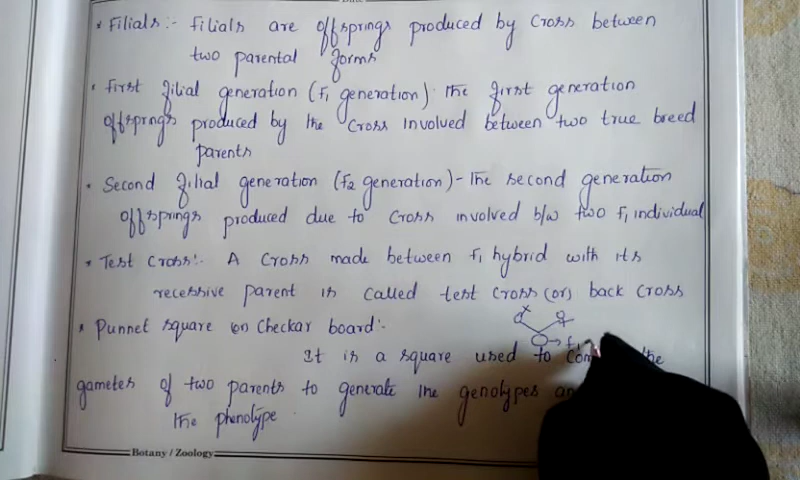 * Filials:- Filials are offsprings produced by cross between
two parental forms
* First filial generation (F1 generation). The first generation
offsprings produced by the cross involved between two true breed
parents
* Second filial generation (F2 generation) - The second generation
offsprings produced due to cross involved b/w two F1 individual
* Test cross:- A cross made between F1 hybrid with its
recessive parent is called test cross (or) back cross
* Punnet square (or) Checkar board:-
♂ × ♀
→ F1
It is a square used to the
gametes of two parents to generate the genotypes
the phenotype.
Botany / Zoology